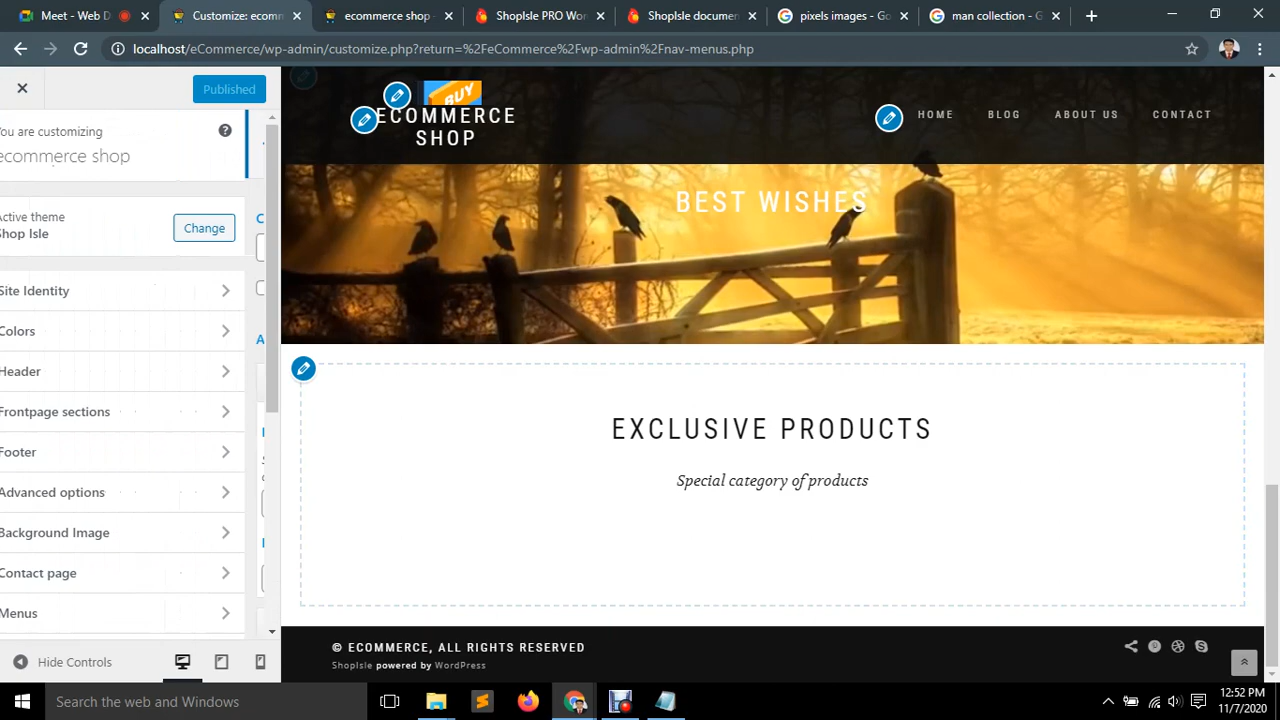 Meet - Web D
Customize: ecomm
ecommerce shop -
ShopIsle PRO Wor
ShopIsle documen
pixels images - Go
man collection - G
localhost/eCommerce/wp-admin/customize.php?return=%2FeCommerce%2Fwp-admin%2Fnav-menus.php
Published
ou are customizing
ecommerce shop
Active theme
Shop Isle
Change
Site Identity
Colors
Header
Frontpage sections
Footer
Advanced options
Background Image
Contact page
Menus
Hide Controls
BUY
ECOMMERCE
SHOP
HOME
BLOG
ABOUT US
CONTACT
BEST WISHES
EXCLUSIVE PRODUCTS
Special category of products
© ECOMMERCE, ALL RIGHTS RESERVED
ShopIsle powered by WordPress
Search the web and Windows
12:52 PM
11/7/2020